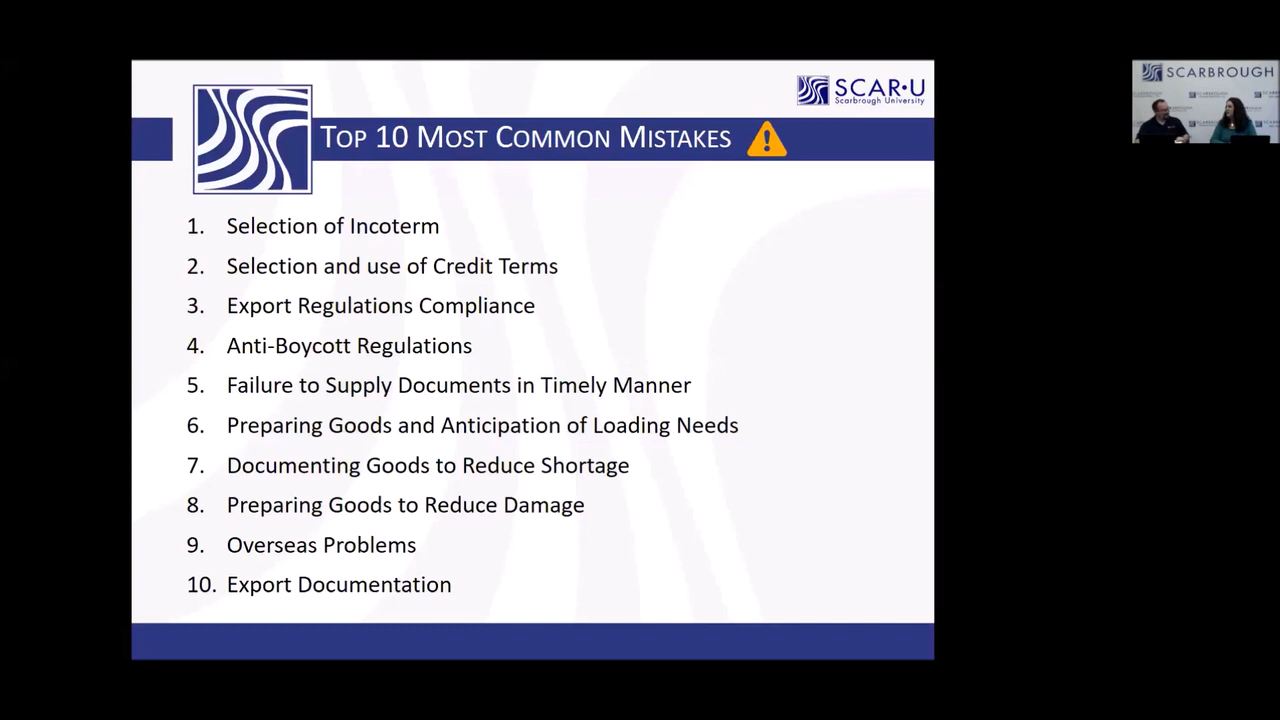 SCAR·U
Scarbrough University
TOP 10 MOST COMMON MISTAKES
1. Selection of Incoterm
2. Selection and use of Credit Terms
3. Export Regulations Compliance
4. Anti-Boycott Regulations
5. Failure to Supply Documents in Timely Manner
6. Preparing Goods and Anticipation of Loading Needs
7. Documenting Goods to Reduce Shortage
8. Preparing Goods to Reduce Damage
9. Overseas Problems
10. Export Documentation
SCARBROUGH